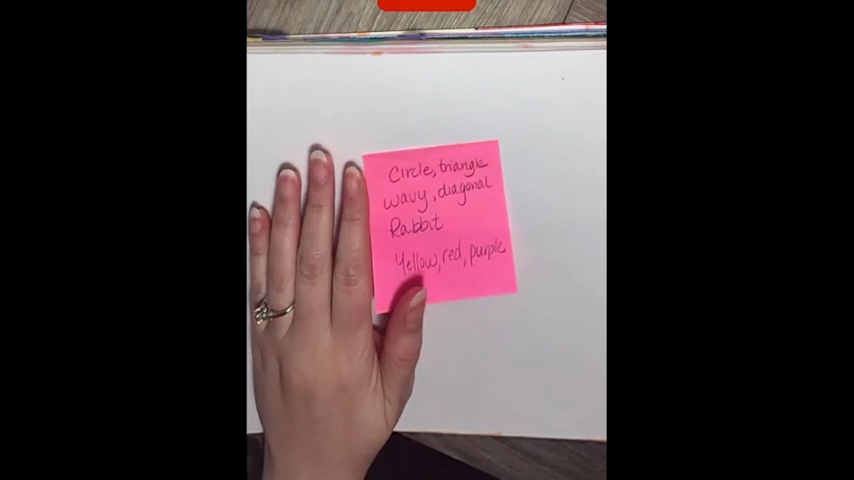 Circle, triangle
wavy, diagonal
Rabbit
Yellow, red, purple